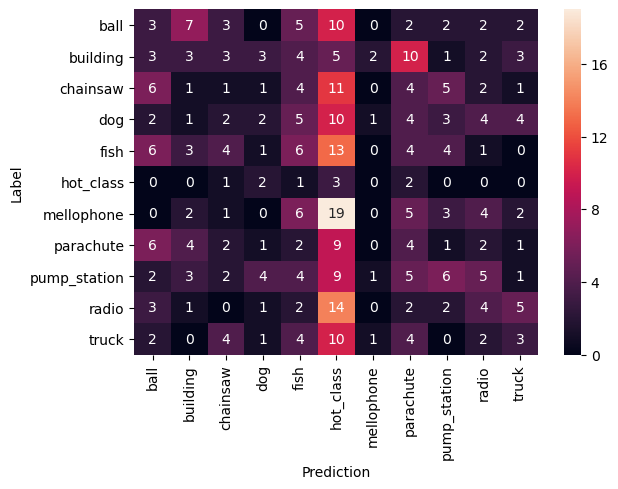 ball 3 7 3 0 5 10 0 2 2 2 2
building 3 3 3 3 4 5 2 10 1 2 3
chainsaw 6 1 1 1 4 11 0 4 5 2 1
dog 2 1 2 2 5 10 1 4 3 4 4
fish 6 3 4 1 6 13 0 4 4 1 0
hot_class 0 0 1 2 1 3 0 2 0 0 0
mellophone 0 2 1 0 6 19 0 5 3 4 2
parachute 6 4 2 1 2 9 0 4 1 2 1
pump_station 2 3 2 4 4 9 1 5 6 5 1
radio 3 1 0 1 2 14 0 2 2 4 5
truck 2 0 4 1 4 10 1 4 0 2 3
Label
ball
building
chainsaw
dog
fish
hot_class
mellophone
parachute
pump_station
radio
truck
Prediction
16
12
8
4
0